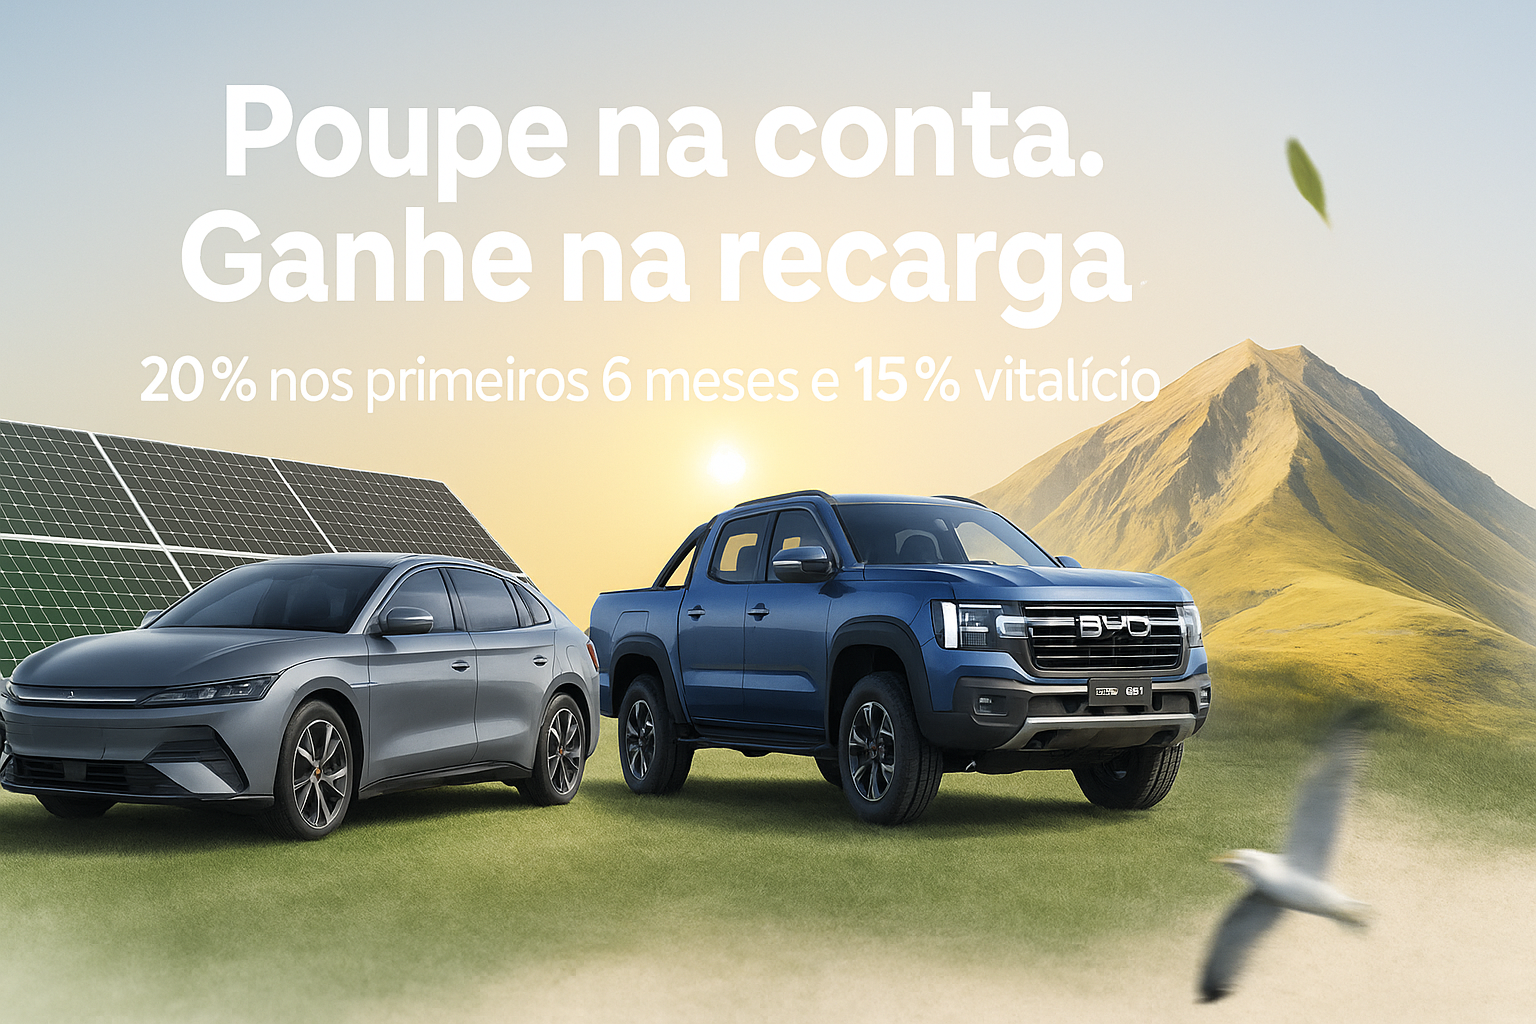 Poupe na conta.
Ganhe na recarga
20% nos primeiros 6 meses e 15% vitalício
BYD